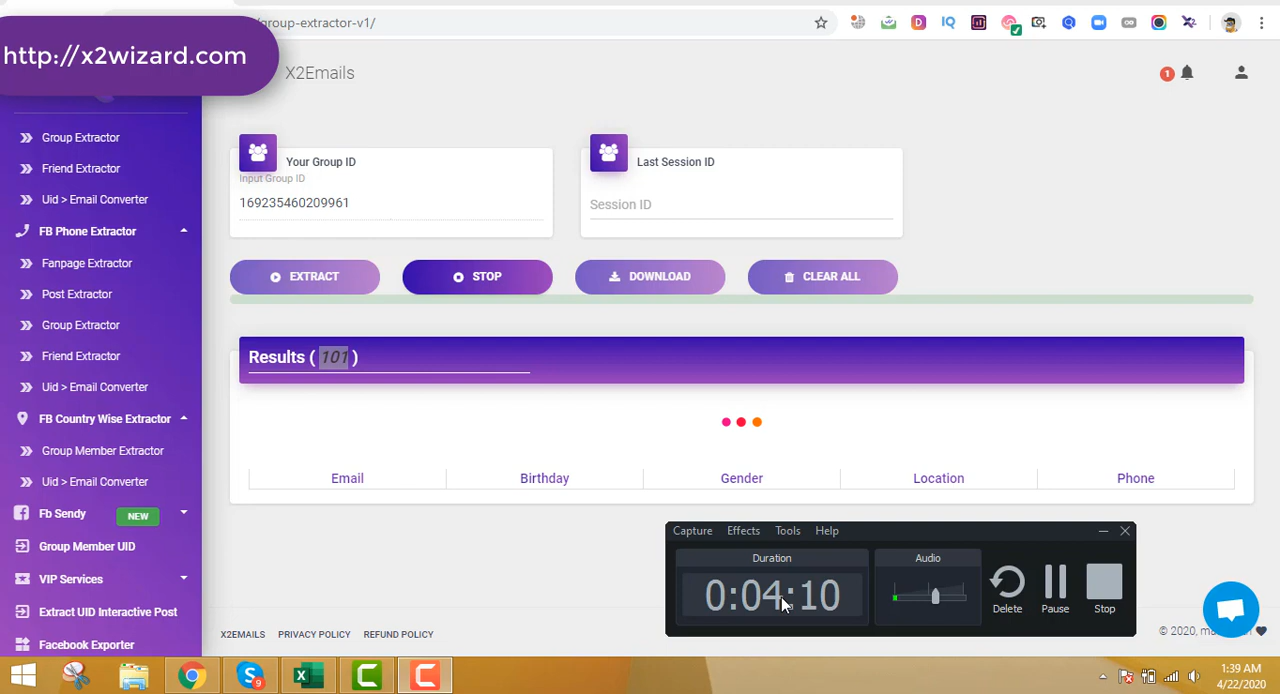 /group-extractor-v1/
http://x2wizard.com
X2Emails
1
Group Extractor
Friend Extractor
Uid > Email Converter
FB Phone Extractor
Fanpage Extractor
Post Extractor
Group Extractor
Friend Extractor
Uid > Email Converter
FB Country Wise Extractor
Group Member Extractor
Uid > Email Converter
Fb Sendy NEW
Group Member UID
VIP Services
Extract UID Interactive Post
Facebook Exporter
Your Group ID
Input Group ID
169235460209961
Last Session ID
Session ID
EXTRACT STOP DOWNLOAD CLEAR ALL
Results ( 101 )
Email Birthday Gender Location Phone
Capture Effects Tools Help
Duration Audio
0:04:10
Delete Pause Stop
X2EMAILS PRIVACY POLICY REFUND POLICY
© 2020,
9
1:39 AM
4/22/2020